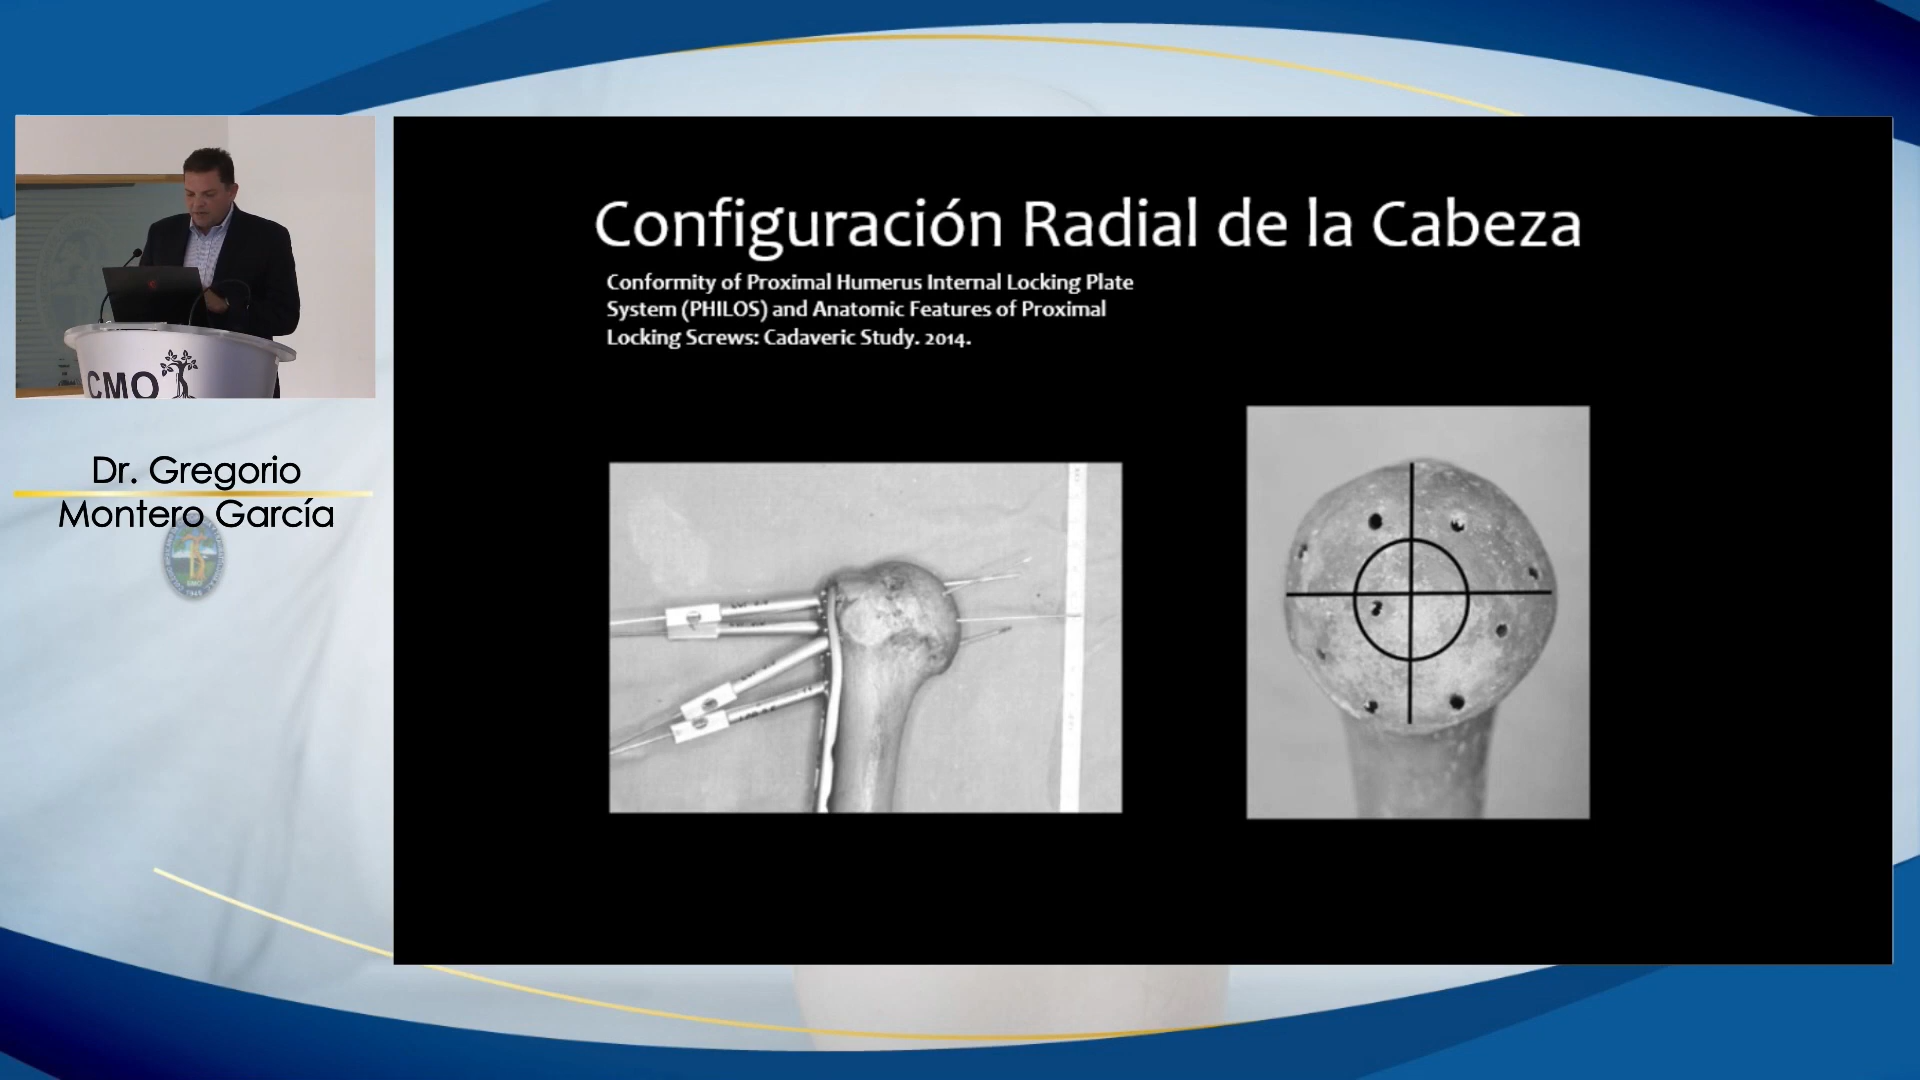 Configuración Radial de la Cabeza
Conformity of Proximal Humerus Internal Locking Plate
System (PHILOS) and Anatomic Features of Proximal
Locking Screws: Cadaveric Study. 2014.
CMO
Dr. Gregorio
Montero García